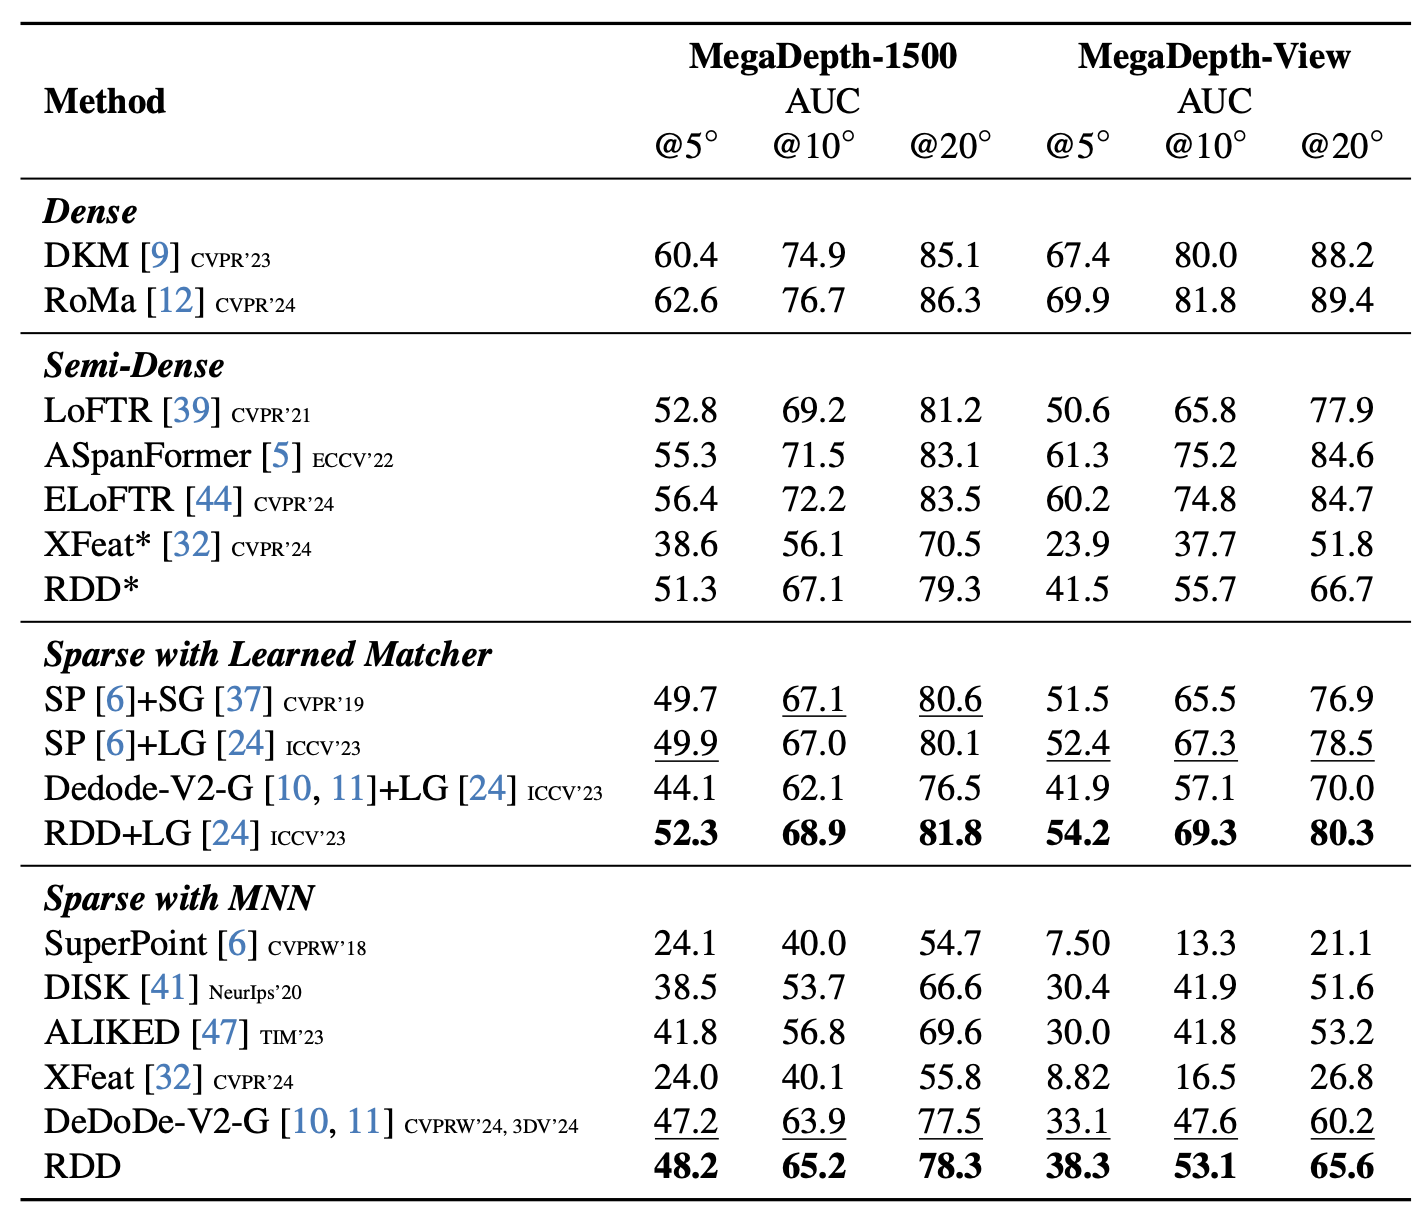 MegaDepth-1500 MegaDepth-View
Method AUC AUC
@5° @10° @20° @5° @10° @20°
Dense
DKM [9] CVPR'23 60.4 74.9 85.1 67.4 80.0 88.2
RoMa [12] CVPR'24 62.6 76.7 86.3 69.9 81.8 89.4
Semi-Dense
LoFTR [39] CVPR'21 52.8 69.2 81.2 50.6 65.8 77.9
ASpanFormer [5] ECCV'22 55.3 71.5 83.1 61.3 75.2 84.6
ELoFTR [44] CVPR'24 56.4 72.2 83.5 60.2 74.8 84.7
XFeat* [32] CVPR'24 38.6 56.1 70.5 23.9 37.7 51.8
RDD* 51.3 67.1 79.3 41.5 55.7 66.7
Sparse with Learned Matcher
SP [6]+SG [37] CVPR'19 49.7 67.1 80.6 51.5 65.5 76.9
SP [6]+LG [24] ICCV'23 49.9 67.0 80.1 52.4 67.3 78.5
Dedode-V2-G [10, 11]+LG [24] ICCV'23 44.1 62.1 76.5 41.9 57.1 70.0
RDD+LG [24] ICCV'23 52.3 68.9 81.8 54.2 69.3 80.3
Sparse with MNN
SuperPoint [6] CVPRW'18 24.1 40.0 54.7 7.50 13.3 21.1
DISK [41] NeurIps'20 38.5 53.7 66.6 30.4 41.9 51.6
ALIKED [47] TIM'23 41.8 56.8 69.6 30.0 41.8 53.2
XFeat [32] CVPR'24 24.0 40.1 55.8 8.82 16.5 26.8
DeDoDe-V2-G [10, 11] CVPRW'24, 3DV'24 47.2 63.9 77.5 33.1 47.6 60.2
RDD 48.2 65.2 78.3 38.3 53.1 65.6